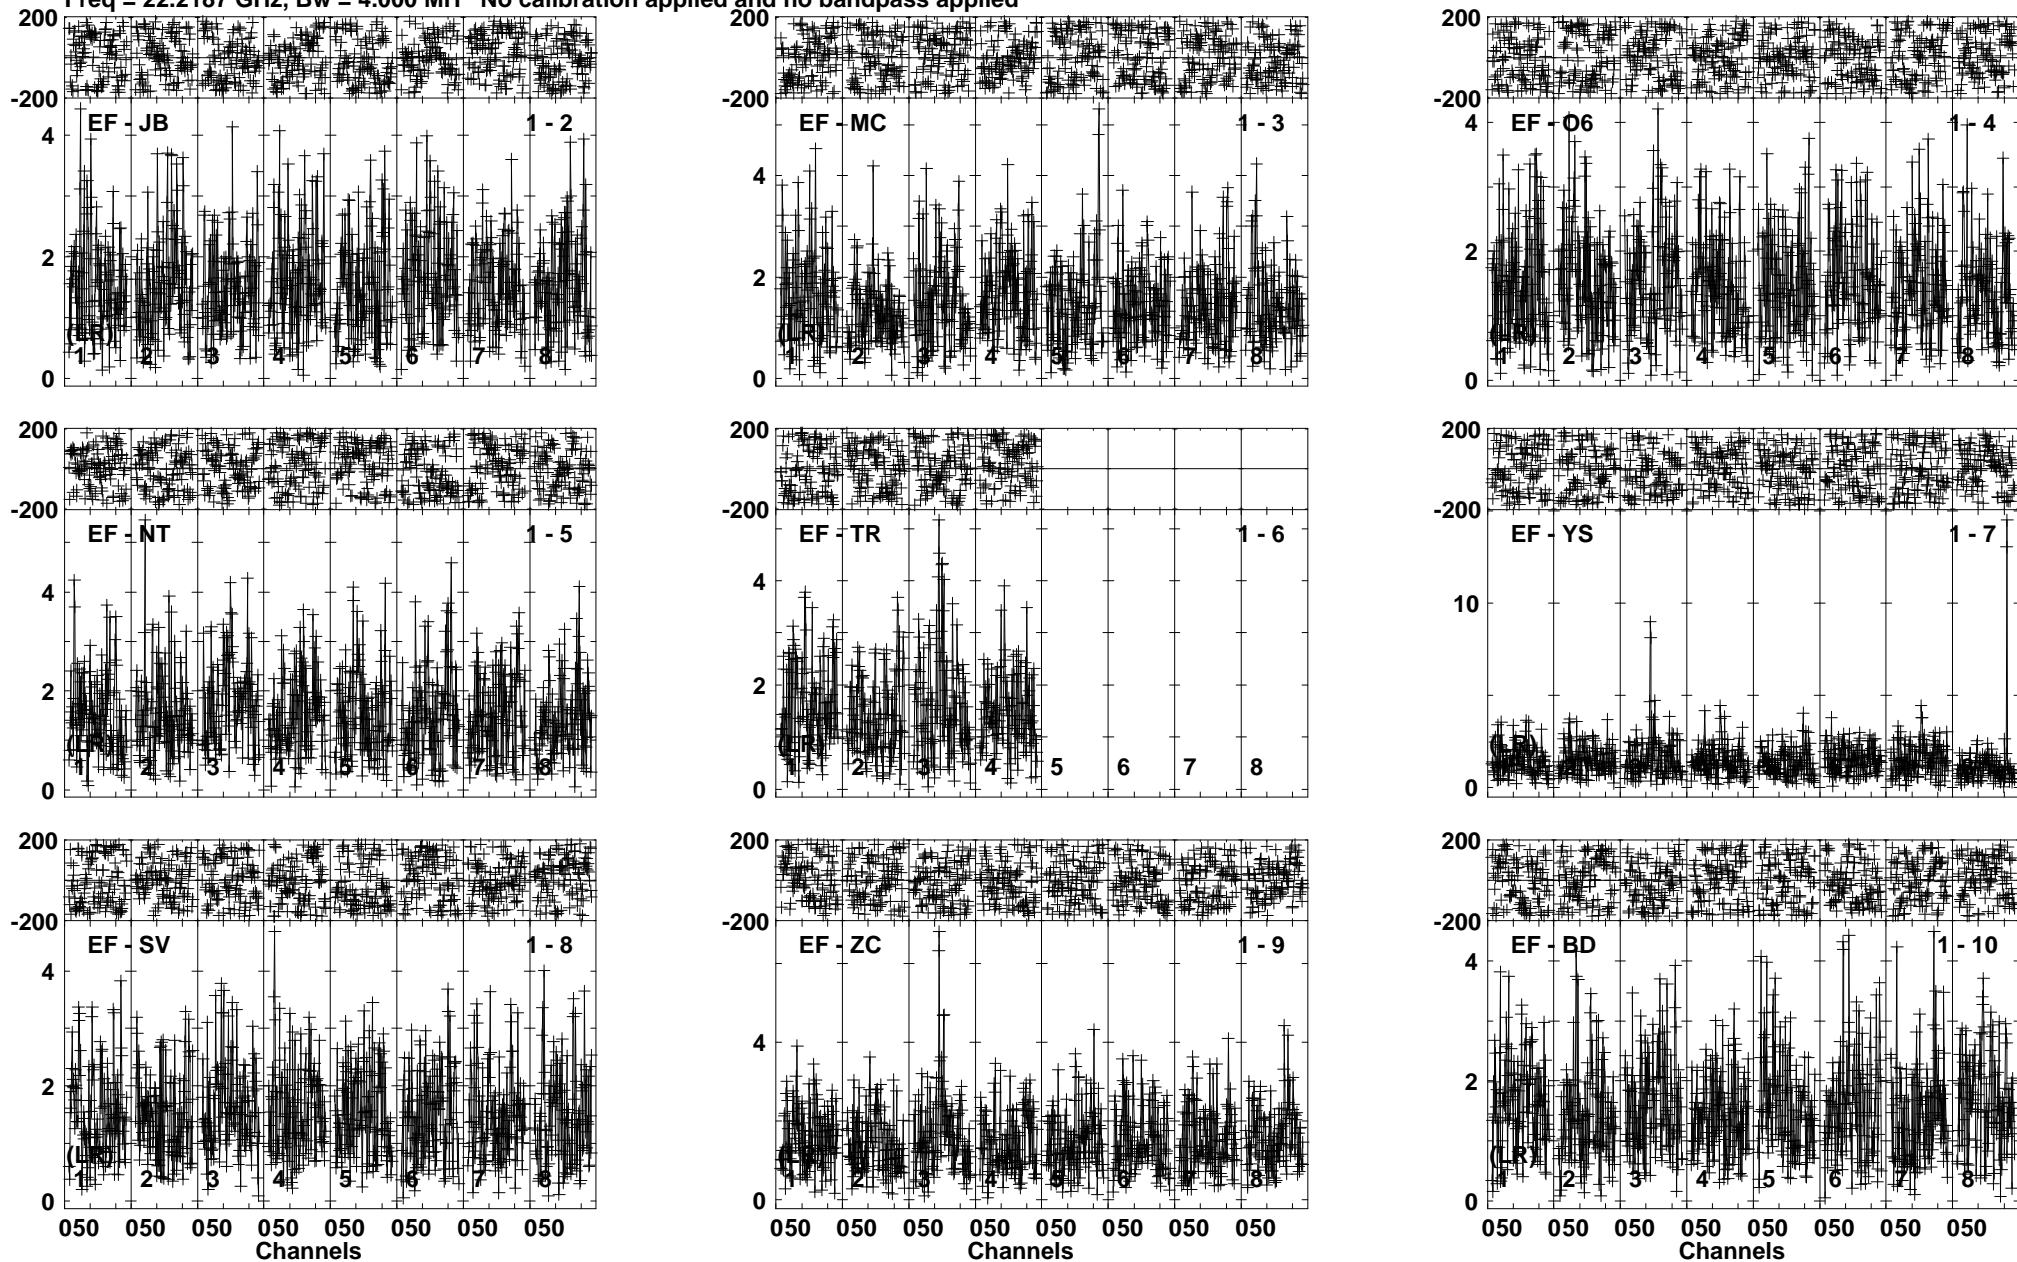 Freq = 22.2187 GHz, Bw = 4.000 MH No calibration applied and no bandpass applied
200 200 200
-200 -200 -200
EF - JB 1 - 2 EF - MC 1 - 3 EF - O6 1 - 4
4 4 4
2 2 2
(LR) (LR) (LR)
1 2 3 4 5 6 7 8 1 2 3 4 5 6 7 8 1 2 3 4 5 6 7 8
0 0 0
200 200 200
-200 -200 -200
EF - NT 1 - 5 EF - TR 1 - 6 EF - YS 1 - 7
4 4 10
2 2
(LR) (LR) (LR)
1 2 3 4 5 6 7 8 1 2 3 4 5 6 7 8
0 0 0
200 200 200
-200 -200 -200
EF - SV 1 - 8 EF - ZC 1 - 9 EF - BD 1 - 10
4 4 4
2 2
(LR) (LR) (LR)
1 2 3 4 5 6 7 8 1 2 3 4 5 6 7 8 1 2 3 4 5 6 7 8
0 0 0
050 050 050 050 050 050 050 050 050 050 050 050 050 050 050 050 050 050 050 050 050 050 050 050
Channels Channels Channels